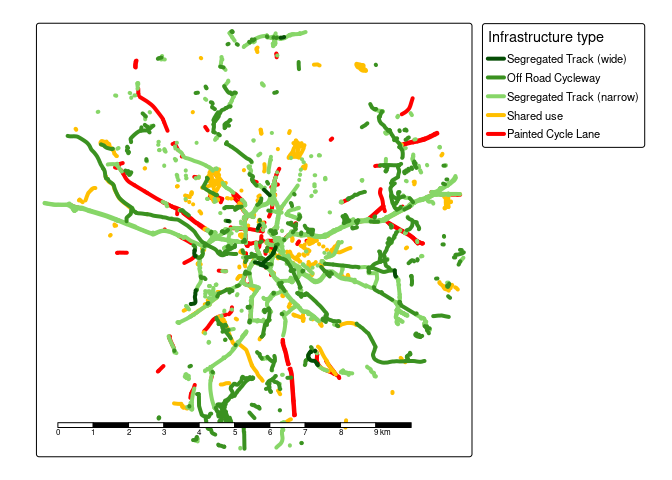 Infrastructure type
Segregated Track (wide)
Off Road Cycleway
Segregated Track (narrow)
Shared use
Painted Cycle Lane
0 1 2 3 4 5 6 7 8 9 km